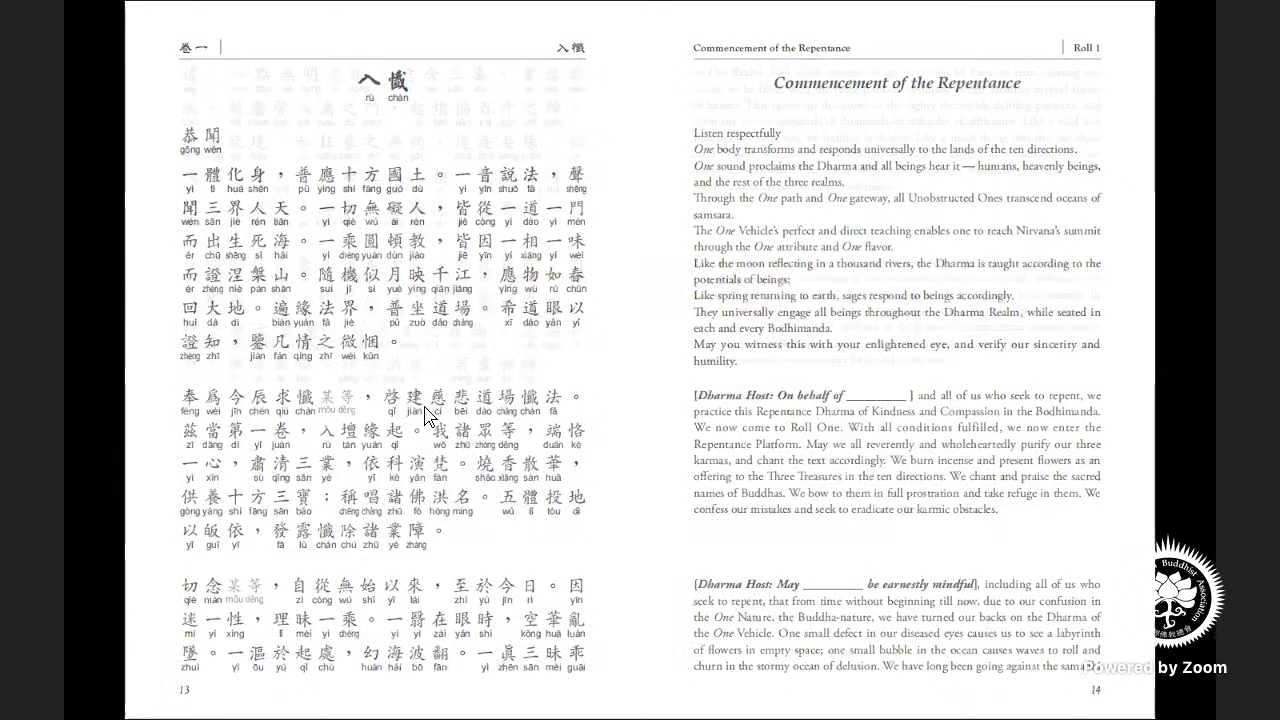 卷一
入懺
入懺
rù chàn
恭聞
gōng wén
一體化身，普應十方國土。一音說法，聲
yì tǐ huà shēn pǔ yìng shí fāng guó dù yì yīn shuō fǎ shēng
聞三界人天。一切無礙人，皆從一道一門
wén sān jiè rén tiān yí qiè wú ài rén jiē cóng yí dào yì mén
而出生死海。一乘圓頓教，皆因一相一味
ér chū shēng sǐ hǎi yí shèng yuán dùn jiào jiē yīn yí xiàng yí wèi
而證涅槃山。隨機似月映千江，應物如春
ér zhèng niè pán shān suí jī sì yuè yìng qiān jiāng yìng wù rú chūn
回大地。遍緣法界，普坐道場。希道眼以
huí dà dì biàn yuán fǎ jiè pǔ zuò dào chǎng xī dào yǎn yǐ
證知，鑒凡情之微悃。
zhèng zhī jiàn fán qíng zhī wéi kǔn
奉爲今辰求懺某等，啓建慈悲道場懺法。
fèng wèi jīn chén qiú chàn mǒu děng qǐ jiàn cí bēi dào chǎng chàn fǎ
茲當第一卷，入壇緣起。我諸眾等，端恪
zī dāng dì yī juàn rù tán yuán qǐ wǒ zhū zhòng děng duān kè
一心，肅清三業，依科演梵。燒香散華，
yì xīn sù qīng sān yè yī kē yǎn fàn shāo xiāng sàn huā
供養十方三寶；稱唱諸佛洪名。五體投地
gòng yàng shí fāng sān bǎo chēng chàng zhū fó hóng míng wǔ tǐ tóu dì
以皈依，發露懺除諸業障。
yǐ guī yī fā lù chàn chú zhū yè zhàng
切念某等，自從無始以來，至於今日。因
qiè niàn mǒu děng zì cóng wú shǐ yǐ lái zhì yú jīn rì yīn
迷一性，理昧一乘。一翳在眼時，空華亂
mí yí xìng lǐ mèi yí shèng yí yì zài yǎn shí kōng huā luàn
墜。一漚於起處，幻海波翻。一眞三昧乖
zhuì yì ōu yú qǐ chù huàn hǎi bō fān yì zhēn sān mèi guāi
13
Commencement of the Repentance
Roll 1
Commencement of the Repentance
Listen respectfully
One body transforms and responds universally to the lands of the ten directions.
One sound proclaims the Dharma and all beings hear it — humans, heavenly beings,
and the rest of the three realms.
Through the One path and One gateway, all Unobstructed Ones transcend oceans of
samsara.
The One Vehicle's perfect and direct teaching enables one to reach Nirvana's summit
through the One attribute and One flavor.
Like the moon reflecting in a thousand rivers, the Dharma is taught according to the
potentials of beings;
Like spring returning to earth, sages respond to beings accordingly.
They universally engage all beings throughout the Dharma Realm, while seated in
each and every Bodhimanda.
May you witness this with your enlightened eye, and verify our sincerity and
humility.
[Dharma Host: On behalf of __________ ] and all of us who seek to repent, we
practice this Repentance Dharma of Kindness and Compassion in the Bodhimanda.
We now come to Roll One. With all conditions fulfilled, we now enter the
Repentance Platform. May we all reverently and wholeheartedly purify our three
karmas, and chant the text accordingly. We burn incense and present flowers as an
offering to the Three Treasures in the ten directions. We chant and praise the sacred
names of Buddhas. We bow to them in full prostration and take refuge in them. We
confess our mistakes and seek to eradicate our karmic obstacles.
[Dharma Host: May __________ be earnestly mindful], including all of us who
seek to repent, that from time without beginning till now, due to our confusion in
the One Nature, the Buddha-nature, we have turned our backs on the Dharma of
the One Vehicle. One small defect in our diseased eyes causes us to see a labyrinth
of flowers in empty space; one small bubble in the ocean causes waves to roll and
churn in the stormy ocean of delusion. We have long been going against the samadhi
14
Buddhist Association
Powered by Zoom